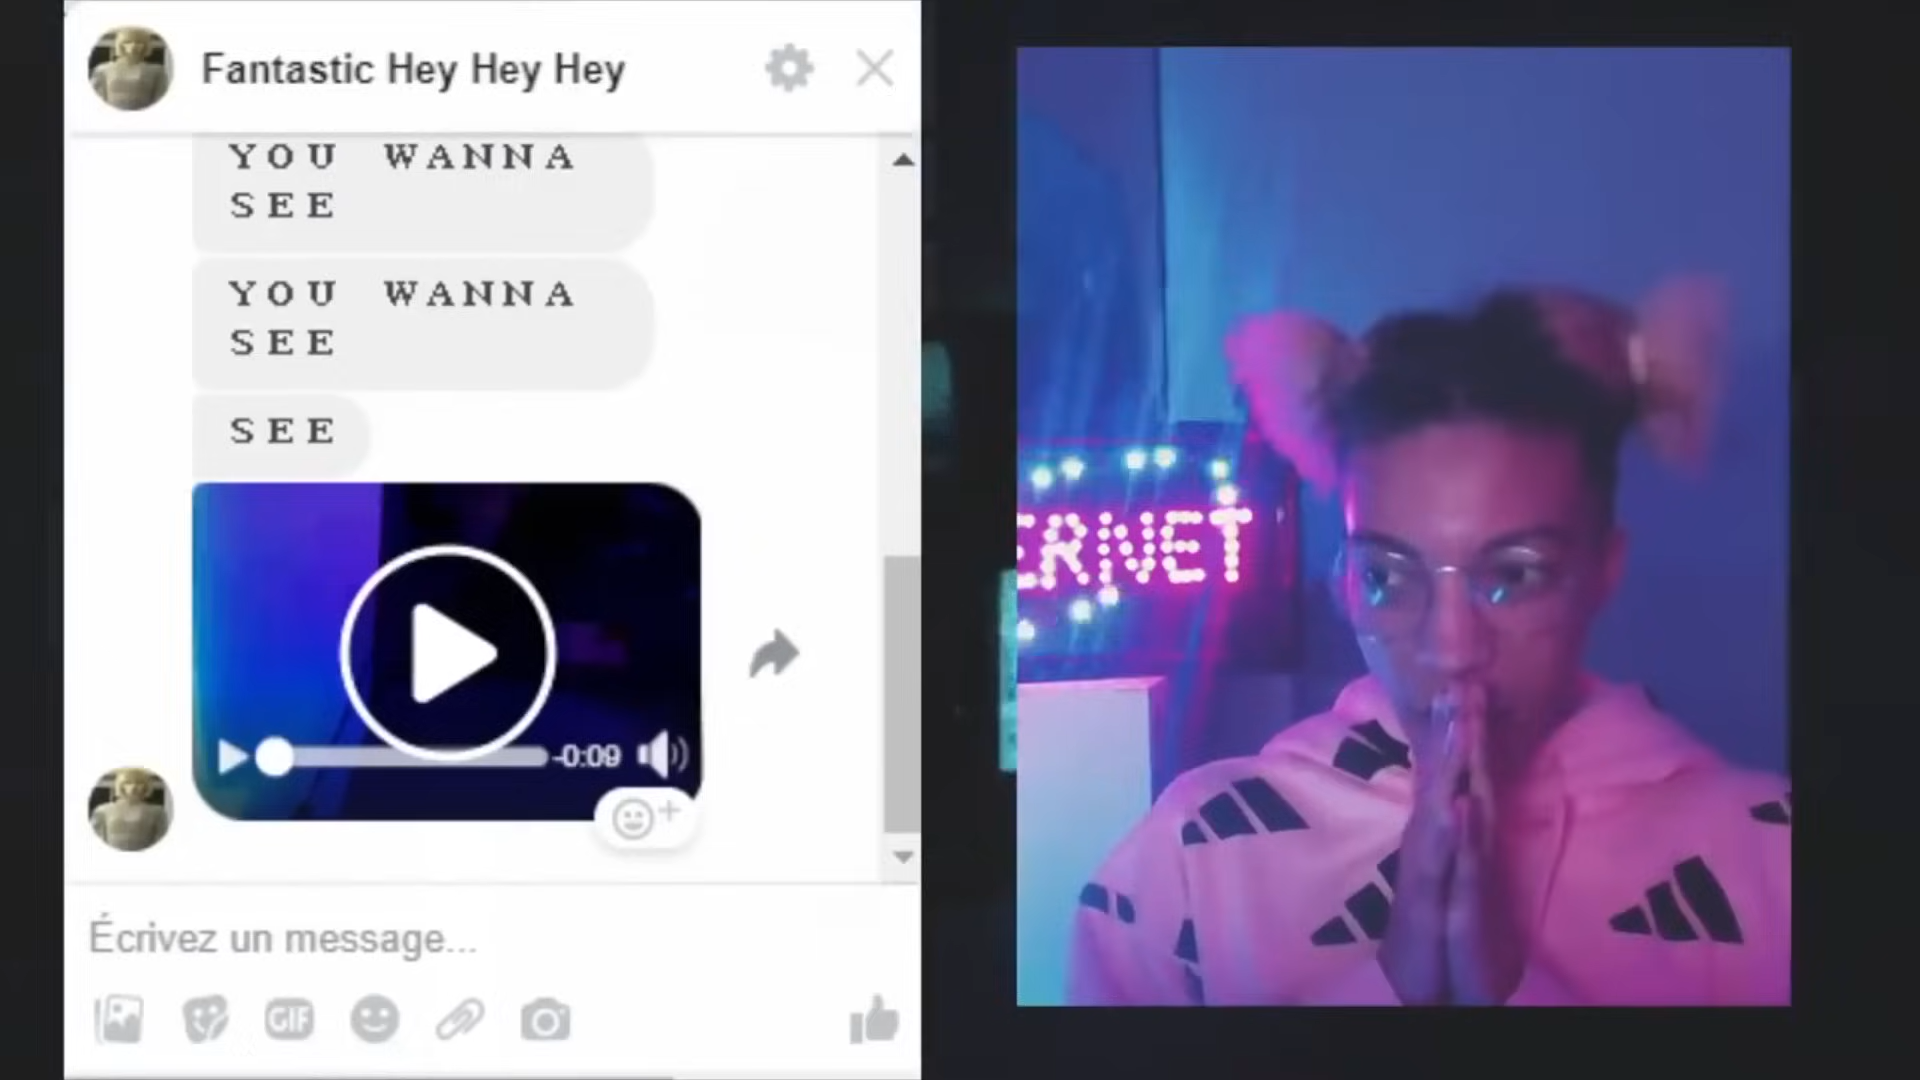 Fantastic Hey Hey Hey
YOU WANNA
SEE
YOU WANNA
SEE
SEE
-0:09
Écrivez un message...
GIF
ERNET